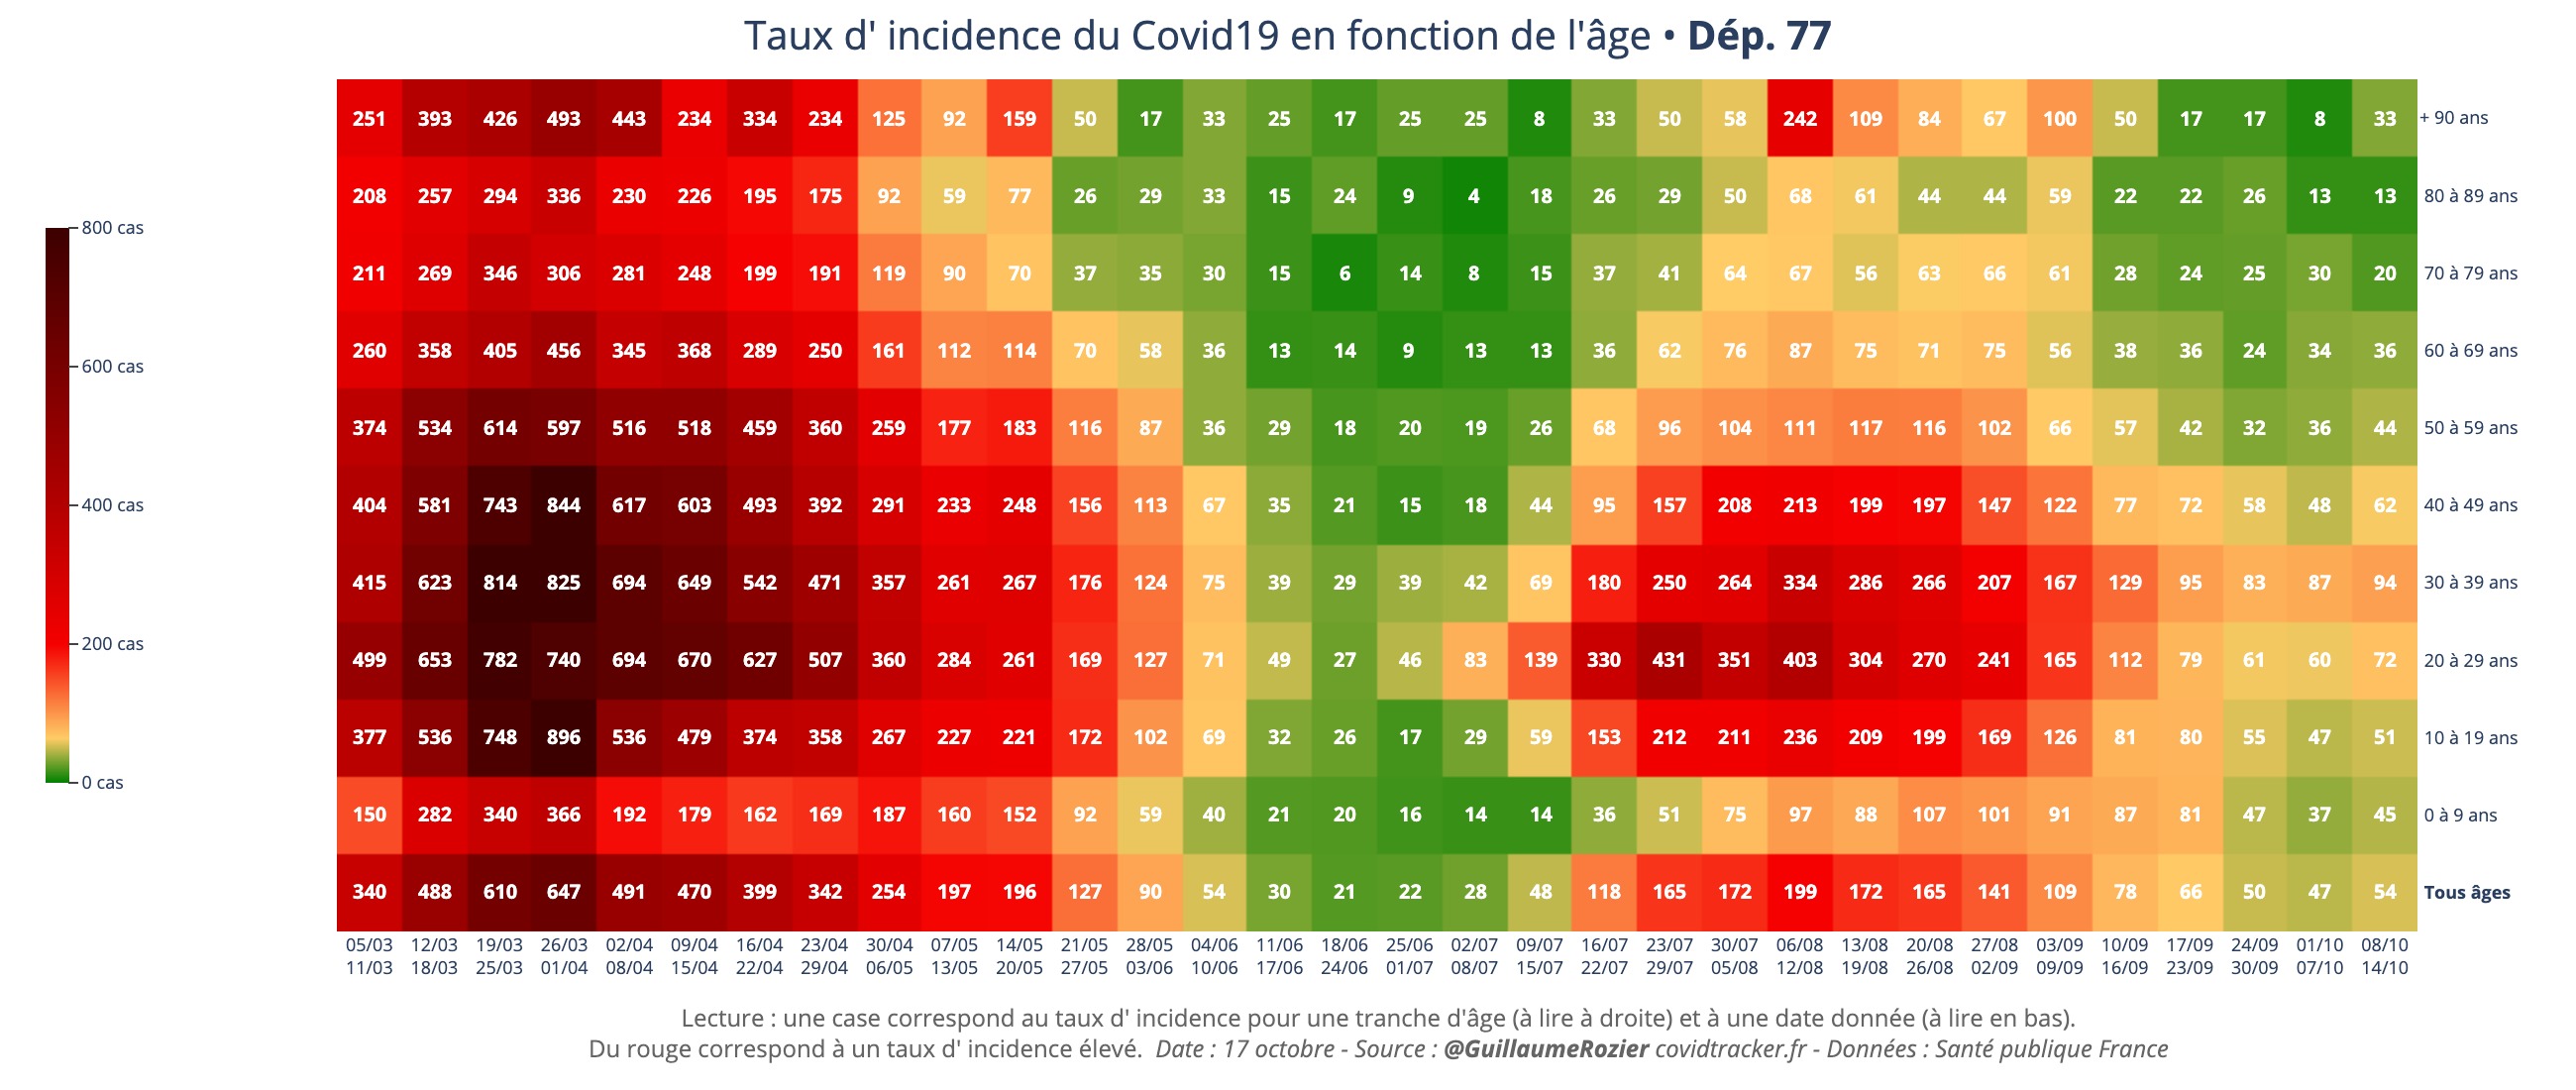 Taux d' incidence du Covid19 en fonction de l'âge • Dép. 77
251 393 426 493 443 234 334 234 125 92 159 50 17 33 25 17 25 25 8 33 50 58 242 109 84 67 100 50 17 17 8 33 + 90 ans
208 257 294 336 230 226 195 175 92 59 77 26 29 33 15 24 9 4 18 26 29 50 68 61 44 44 59 22 22 26 13 13 80 à 89 ans
211 269 346 306 281 248 199 191 119 90 70 37 35 30 15 6 14 8 15 37 41 64 67 56 63 66 61 28 24 25 30 20 70 à 79 ans
260 358 405 456 345 368 289 250 161 112 114 70 58 36 13 14 9 13 13 36 62 76 87 75 71 75 56 38 36 24 34 36 60 à 69 ans
374 534 614 597 516 518 459 360 259 177 183 116 87 36 29 18 20 19 26 68 96 104 111 117 116 102 66 57 42 32 36 44 50 à 59 ans
404 581 743 844 617 603 493 392 291 233 248 156 113 67 35 21 15 18 44 95 157 208 213 199 197 147 122 77 72 58 48 62 40 à 49 ans
415 623 814 825 694 649 542 471 357 261 267 176 124 75 39 29 39 42 69 180 250 264 334 286 266 207 167 129 95 83 87 94 30 à 39 ans
499 653 782 740 694 670 627 507 360 284 261 169 127 71 49 27 46 83 139 330 431 351 403 304 270 241 165 112 79 61 60 72 20 à 29 ans
377 536 748 896 536 479 374 358 267 227 221 172 102 69 32 26 17 29 59 153 212 211 236 209 199 169 126 81 80 55 47 51 10 à 19 ans
150 282 340 366 192 179 162 169 187 160 152 92 59 40 21 20 16 14 14 36 51 75 97 88 107 101 91 87 81 47 37 45 0 à 9 ans
340 488 610 647 491 470 399 342 254 197 196 127 90 54 30 21 22 28 48 118 165 172 199 172 165 141 109 78 66 50 47 54 Tous âges
05/03 12/03 19/03 26/03 02/04 09/04 16/04 23/04 30/04 07/05 14/05 21/05 28/05 04/06 11/06 18/06 25/06 02/07 09/07 16/07 23/07 30/07 06/08 13/08 20/08 27/08 03/09 10/09 17/09 24/09 01/10 08/10
11/03 18/03 25/03 01/04 08/04 15/04 22/04 29/04 06/05 13/05 20/05 27/05 03/06 10/06 17/06 24/06 01/07 08/07 15/07 22/07 29/07 05/08 12/08 19/08 26/08 02/09 09/09 16/09 23/09 30/09 07/10 14/10
800 cas
600 cas
400 cas
200 cas
0 cas
Lecture : une case correspond au taux d' incidence pour une tranche d'âge (à lire à droite) et à une date donnée (à lire en bas).
Du rouge correspond à un taux d' incidence élevé. Date : 17 octobre - Source : @GuillaumeRozier covidtracker.fr - Données : Santé publique France